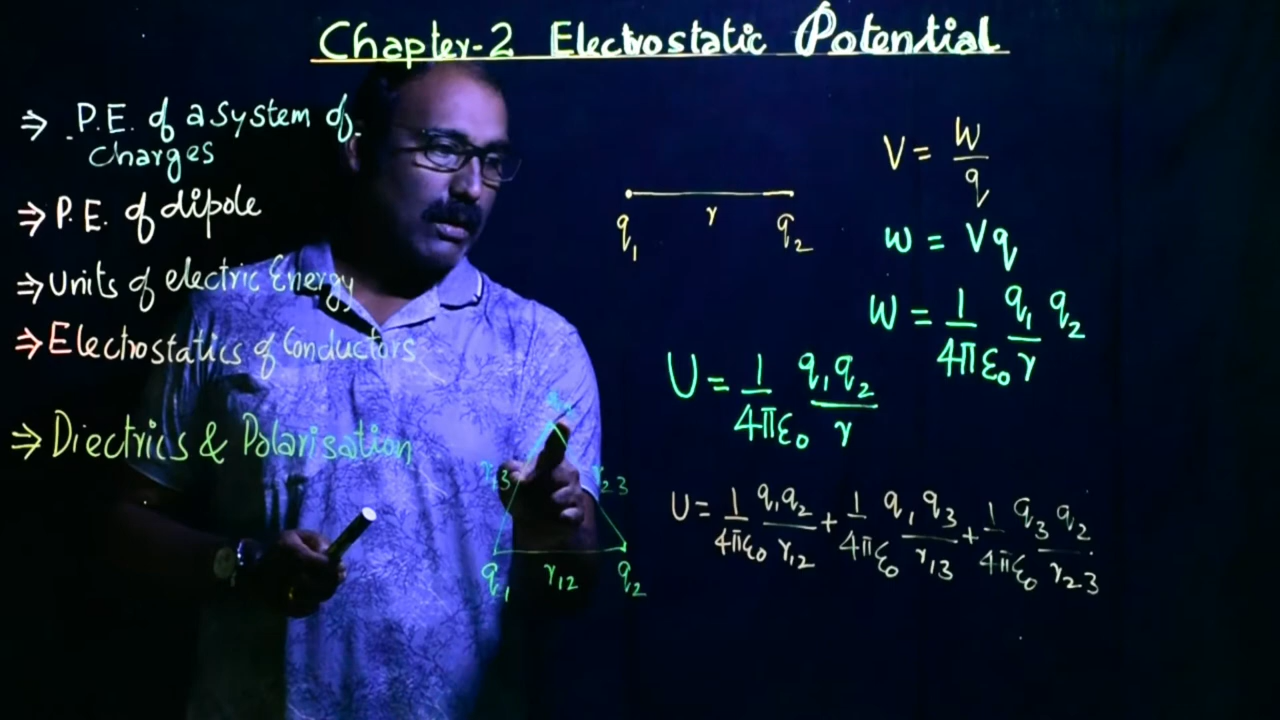 Chapter-2 Electrostatic Potential
⇒ P.E. of a System of
Charges
⇒ P.E. of dipole
⇒ Units of electric Energy
⇒ Electrostatics of Conductors
⇒ Diectrics & Polarisation
q₁ r q₂
V = W/q
W = Vq
W = 1/4πε₀ q₁/r q₂
U = 1/4πε₀ q₁q₂/r
r₁₃ r₂₃
q₁ r₁₂ q₂
U = 1/4πε₀ q₁q₂/r₁₂ + 1/4πε₀ q₁q₃/r₁₃ + 1/4πε₀ q₃q₂/r₂₃